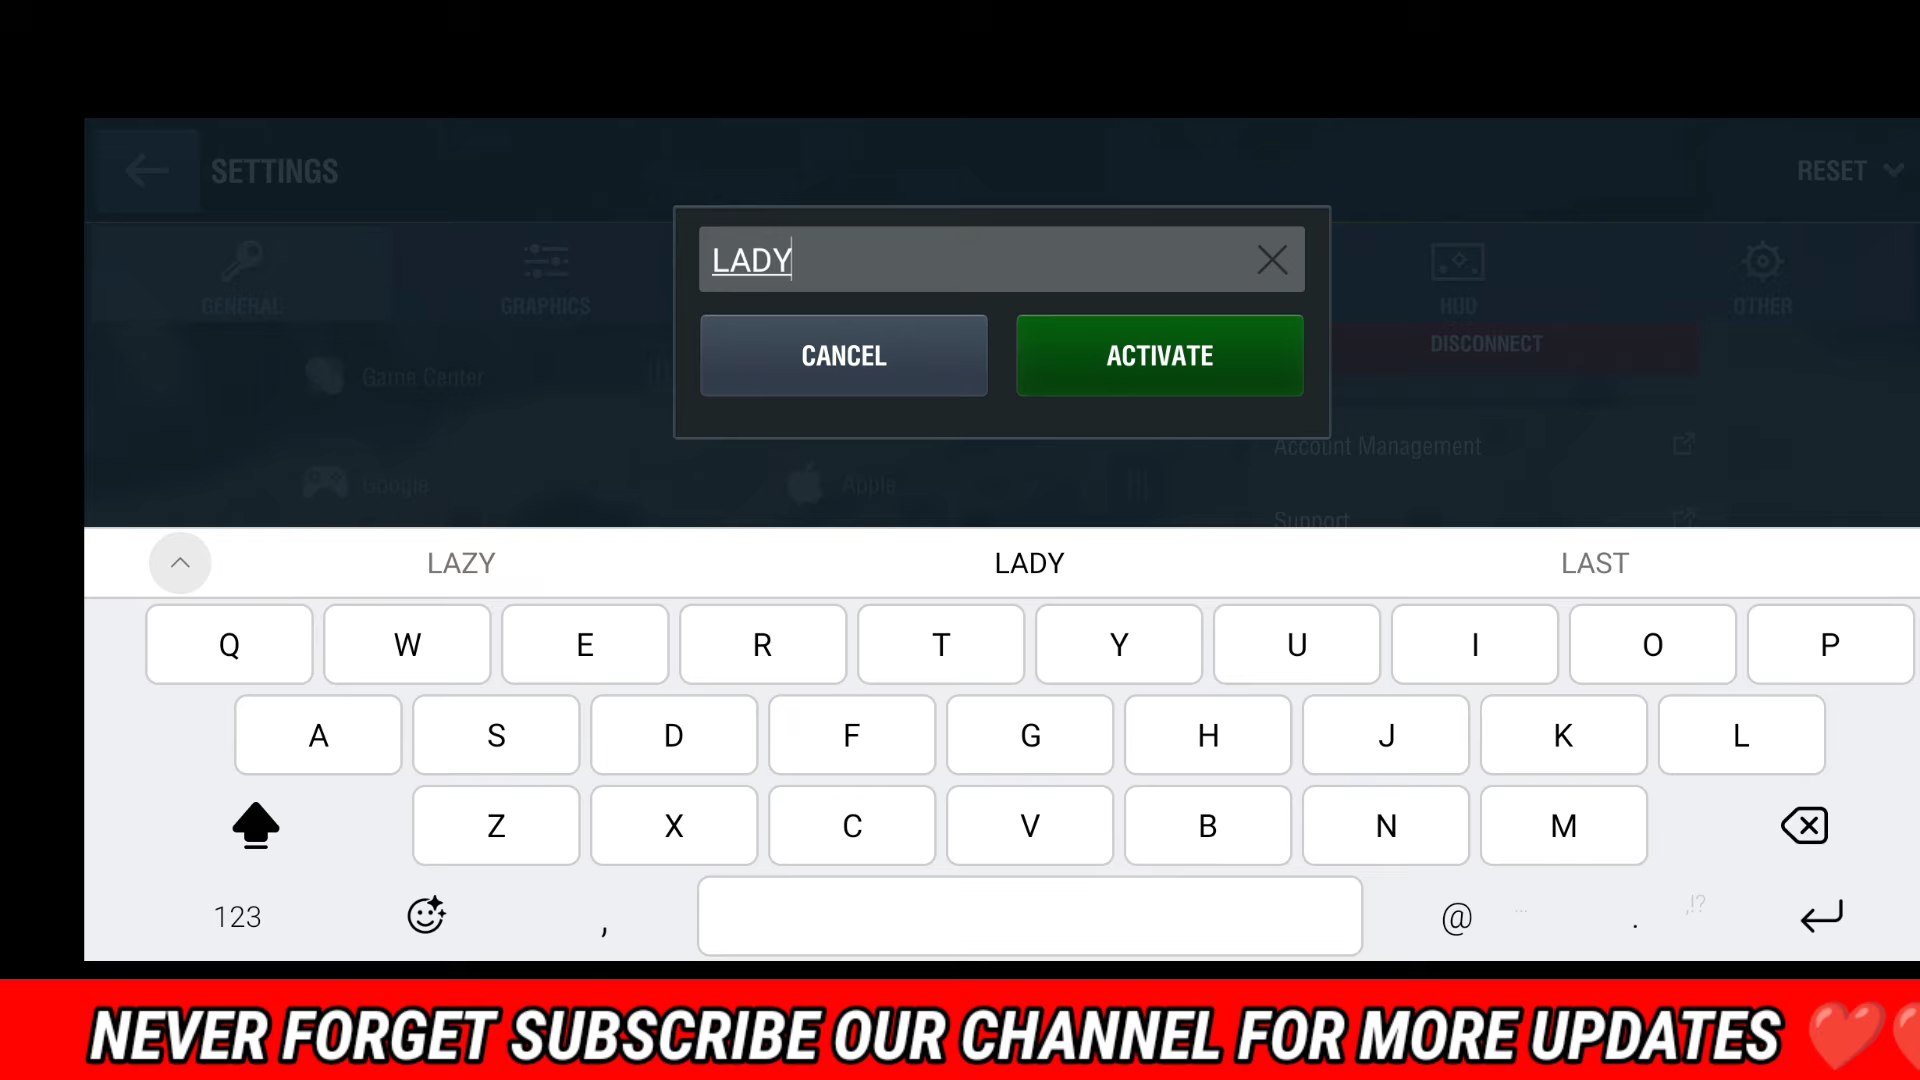 SETTINGS
RESET
LADY
GENERAL
GRAPHICS
HUD
OTHER
CANCEL
ACTIVATE
DISCONNECT
Game Center
Account Management
Google
Apple
Support
LAZY
LADY
LAST
Q W E R T Y U I O P
A S D F G H J K L
Z X C V B N M
123 , @ ... . ,!?
NEVER FORGET SUBSCRIBE OUR CHANNEL FOR MORE UPDATES